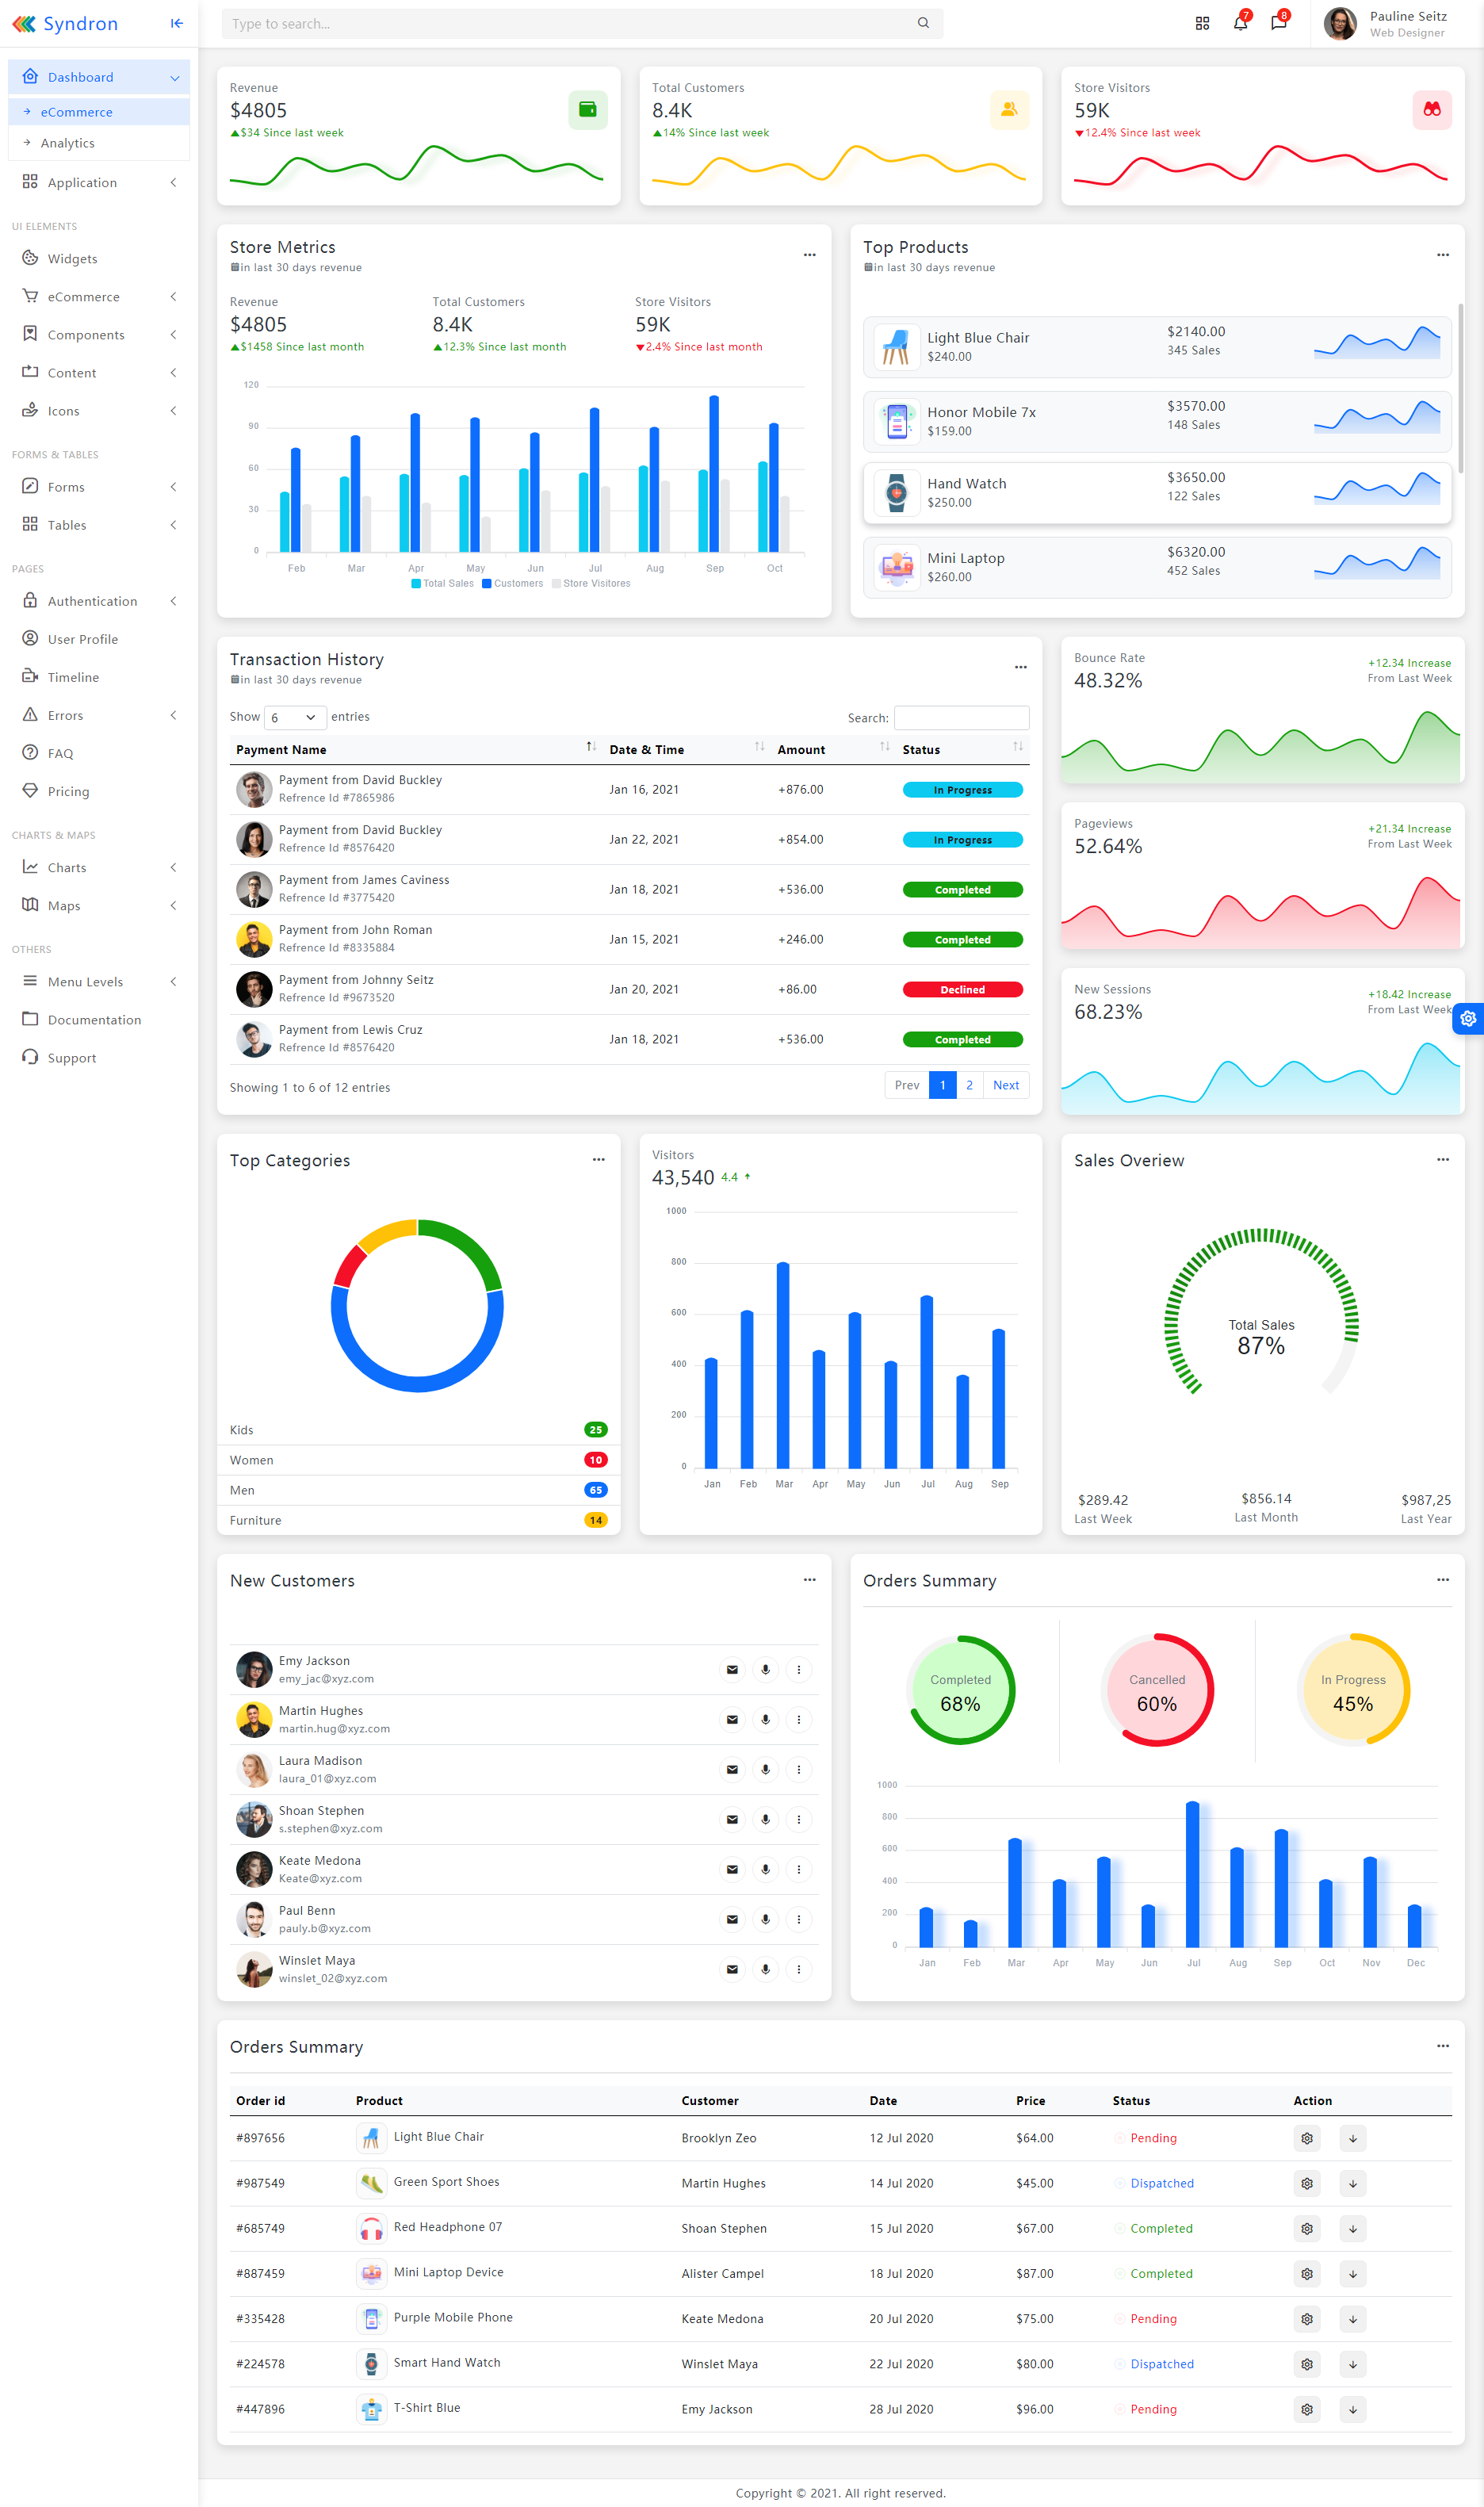 Syndron
Type to search...
7
8
Pauline Seitz
Web Designer
Dashboard
eCommerce
Analytics
Application
UI ELEMENTS
Widgets
eCommerce
Components
Content
Icons
FORMS & TABLES
Forms
Tables
PAGES
Authentication
User Profile
Timeline
Errors
FAQ
Pricing
CHARTS & MAPS
Charts
Maps
OTHERS
Menu Levels
Documentation
Support
Revenue
$4805
$34 Since last week
Total Customers
8.4K
14% Since last week
Store Visitors
59K
12.4% Since last week
Store Metrics
in last 30 days revenue
Revenue
$4805
$1458 Since last month
Total Customers
8.4K
12.3% Since last month
Store Visitors
59K
2.4% Since last month
120
90
60
30
0
Feb Mar Apr May Jun Jul Aug Sep Oct
Total Sales Customers Store Visitores
Top Products
in last 30 days revenue
Light Blue Chair
$240.00
$2140.00
345 Sales
Honor Mobile 7x
$159.00
$3570.00
148 Sales
Hand Watch
$250.00
$3650.00
122 Sales
Mini Laptop
$260.00
$6320.00
452 Sales
Transaction History
in last 30 days revenue
Show 6 entries
Search:
Payment Name Date & Time Amount Status
Payment from David Buckley
Refrence Id #7865986
Jan 16, 2021 +876.00 In Progress
Payment from David Buckley
Refrence Id #8576420
Jan 22, 2021 +854.00 In Progress
Payment from James Caviness
Refrence Id #3775420
Jan 18, 2021 +536.00 Completed
Payment from John Roman
Refrence Id #8335884
Jan 15, 2021 +246.00 Completed
Payment from Johnny Seitz
Refrence Id #9673520
Jan 20, 2021 +86.00 Declined
Payment from Lewis Cruz
Refrence Id #8576420
Jan 18, 2021 +536.00 Completed
Showing 1 to 6 of 12 entries
Prev 1 2 Next
Bounce Rate
48.32%
+12.34 Increase
From Last Week
Pageviews
52.64%
+21.34 Increase
From Last Week
New Sessions
68.23%
+18.42 Increase
From Last Week
Top Categories
Kids 25
Women 10
Men 65
Furniture 14
Visitors
43,540 4.4
1000
800
600
400
200
0
Jan Feb Mar Apr May Jun Jul Aug Sep
Sales Overiew
Total Sales
87%
$289.42
Last Week
$856.14
Last Month
$987,25
Last Year
New Customers
Emy Jackson
emy_jac@xyz.com
Martin Hughes
martin.hug@xyz.com
Laura Madison
laura_01@xyz.com
Shoan Stephen
s.stephen@xyz.com
Keate Medona
Keate@xyz.com
Paul Benn
pauly.b@xyz.com
Winslet Maya
winslet_02@xyz.com
Orders Summary
Completed
68%
Cancelled
60%
In Progress
45%
1000
800
600
400
200
0
Jan Feb Mar Apr May Jun Jul Aug Sep Oct Nov Dec
Orders Summary
Order id Product Customer Date Price Status Action
#897656 Light Blue Chair Brooklyn Zeo 12 Jul 2020 $64.00 Pending
#987549 Green Sport Shoes Martin Hughes 14 Jul 2020 $45.00 Dispatched
#685749 Red Headphone 07 Shoan Stephen 15 Jul 2020 $67.00 Completed
#887459 Mini Laptop Device Alister Campel 18 Jul 2020 $87.00 Completed
#335428 Purple Mobile Phone Keate Medona 20 Jul 2020 $75.00 Pending
#224578 Smart Hand Watch Winslet Maya 22 Jul 2020 $80.00 Dispatched
#447896 T-Shirt Blue Emy Jackson 28 Jul 2020 $96.00 Pending
Copyright © 2021. All right reserved.